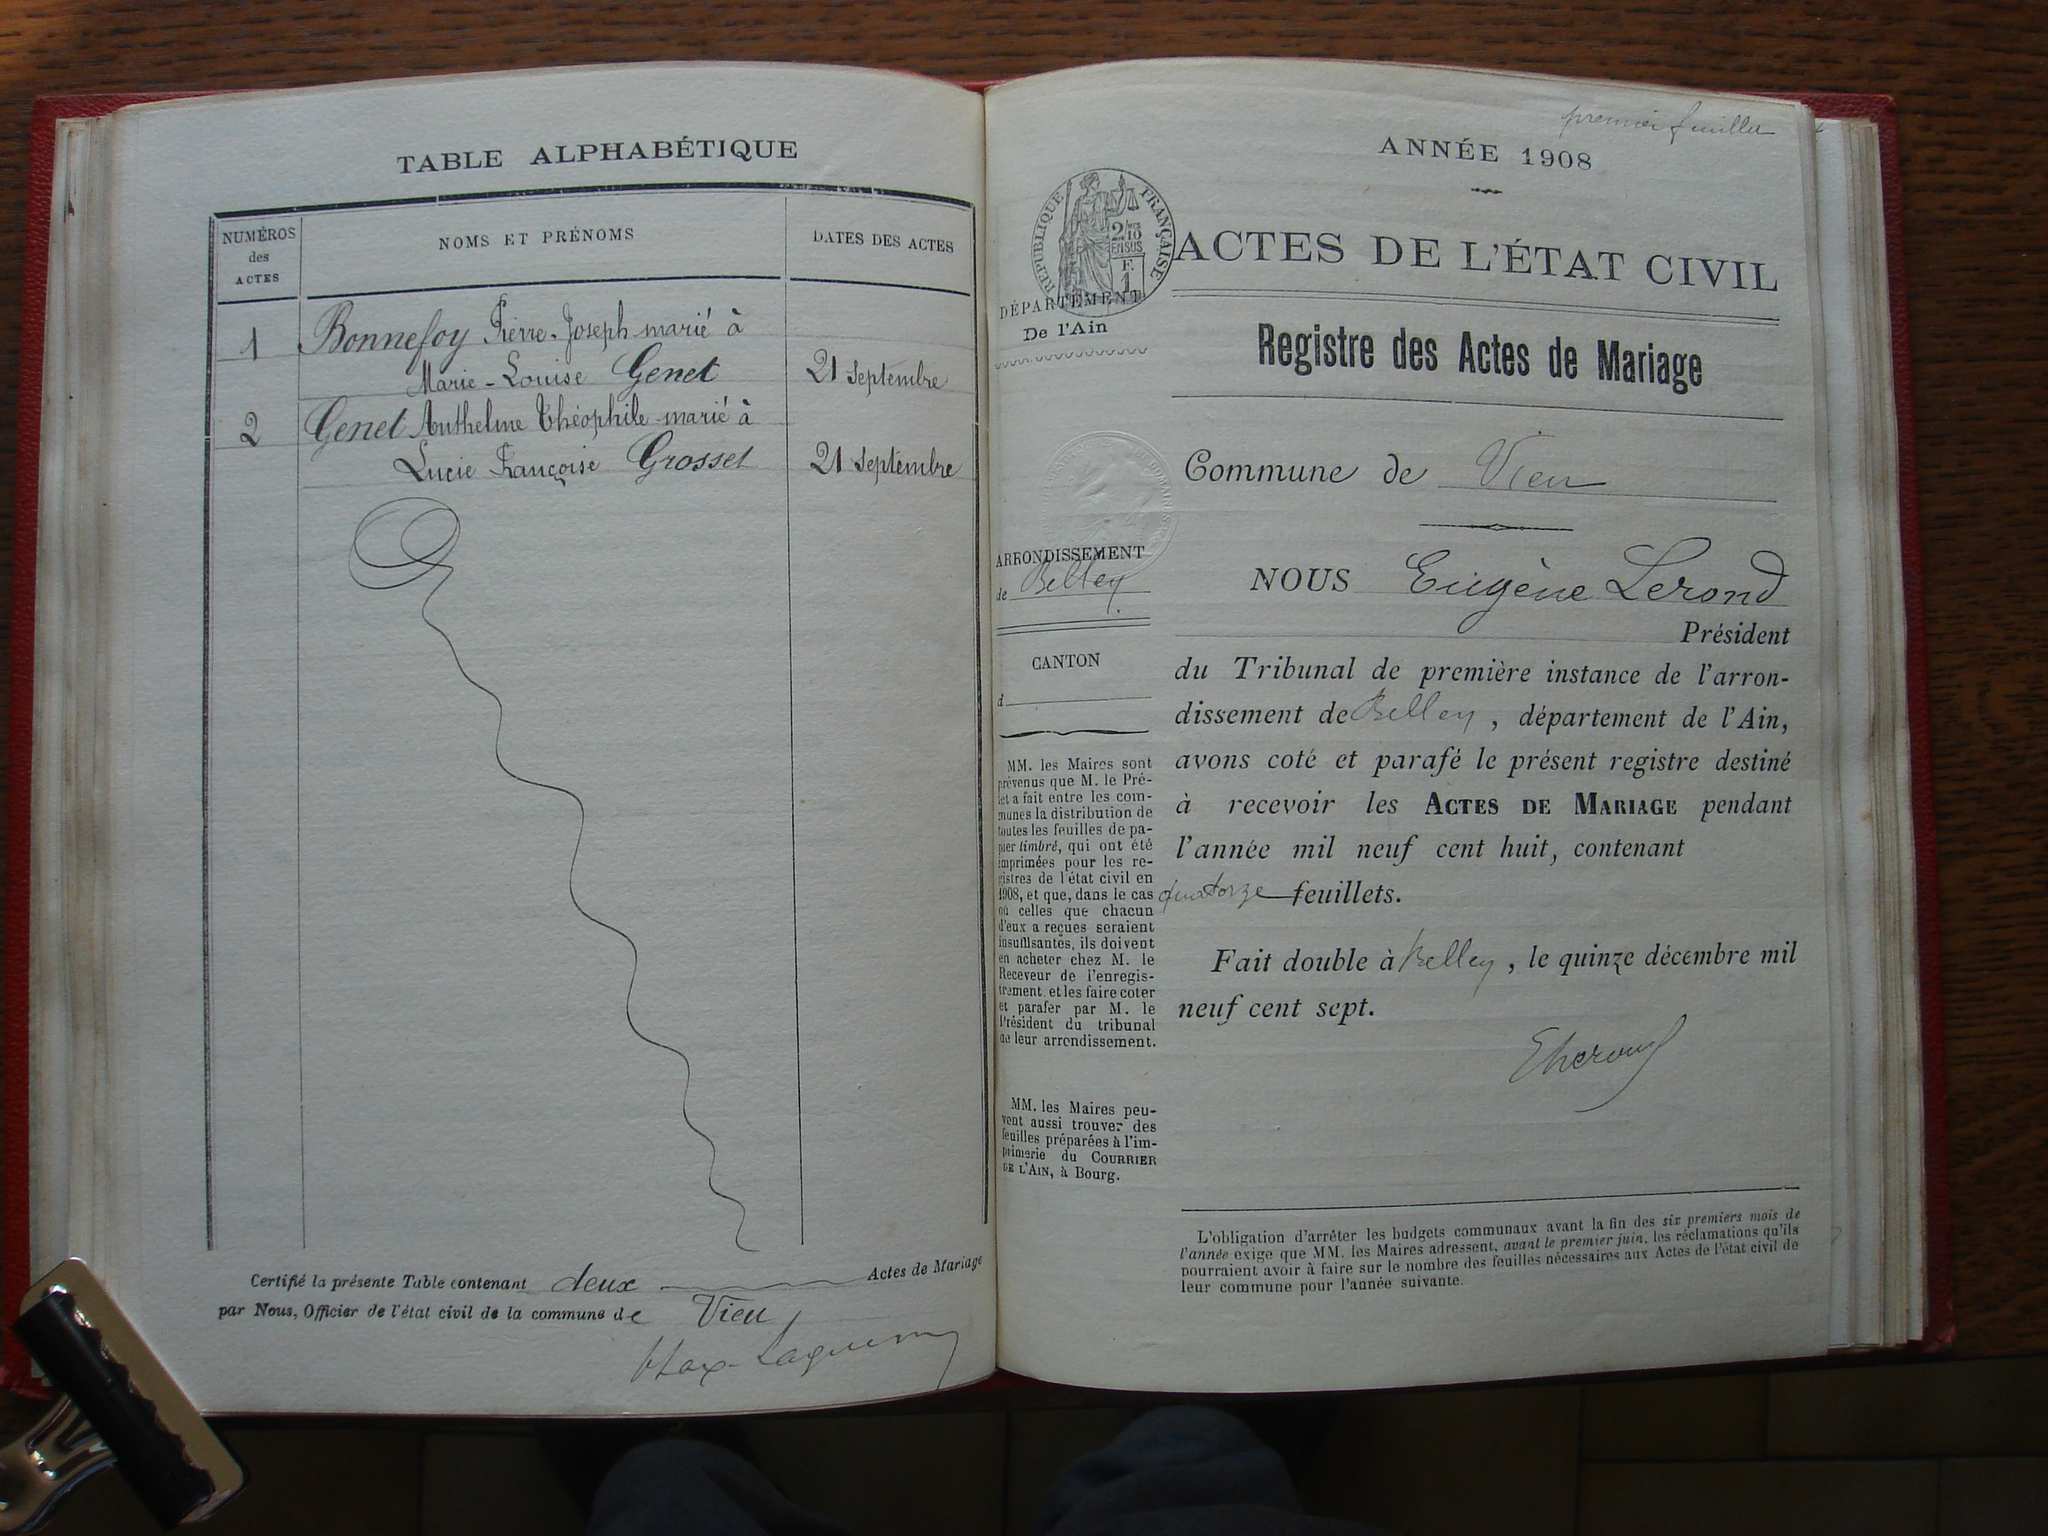 TABLE ALPHABÉTIQUE
NUMÉROS
des
ACTES
NOMS ET PRÉNOMS
DATES DES ACTES
1 Bonnefoy Pierre-Joseph marié à
Marie-Louise Genet 21 Septembre
2 Genet Anthelme Théophile marié à
Lucie Françoise Grosset 21 Septembre
Certifié la présente Table contenant deux Actes de Mariage
par Nous, Officier de l'état civil de la commune de Vieu
premier feuillet
ANNÉE 1908
RÉPUBLIQUE FRANÇAISE
2/10
EN SUS
F.
1
ACTES DE L'ÉTAT CIVIL
DÉPARTEMENT
De l'Ain
Registre des Actes de Mariage
Commune de Vieu
ARRONDISSEMENT
de Belley
CANTON
d
MM. les Maires sont
prévenus que M. le Pré-
fet a fait entre les com-
munes la distribution de
toutes les feuilles de pa-
pier timbré, qui ont été
imprimées pour les re-
gistres de l'état civil en
1908, et que, dans le cas
où celles que chacun
d'eux a reçues seraient
insuffisantes, ils doivent
en acheter chez M. le
Receveur de l'enregis-
trement et les faire coter
et parafer par M. le
Président du tribunal
de leur arrondissement.
MM. les Maires peu-
vent aussi trouver des
feuilles préparées à l'im-
primerie du COURRIER
DE L'AIN, à Bourg.
NOUS Eugène Lerond
Président
du Tribunal de première instance de l'arron-
dissement de Belley, département de l'Ain,
avons coté et parafé le présent registre destiné
à recevoir les ACTES DE MARIAGE pendant
l'année mil neuf cent huit, contenant
quatorze feuillets.
Fait double à Belley, le quinze décembre mil
neuf cent sept.
L'obligation d'arrêter les budgets communaux avant la fin des six premiers mois de
l'année exige que MM. les Maires adressent, avant le premier juin, les réclamations qu'ils
pourraient avoir à faire sur le nombre des feuilles nécessaires aux Actes de l'état civil de
leur commune pour l'année suivante.